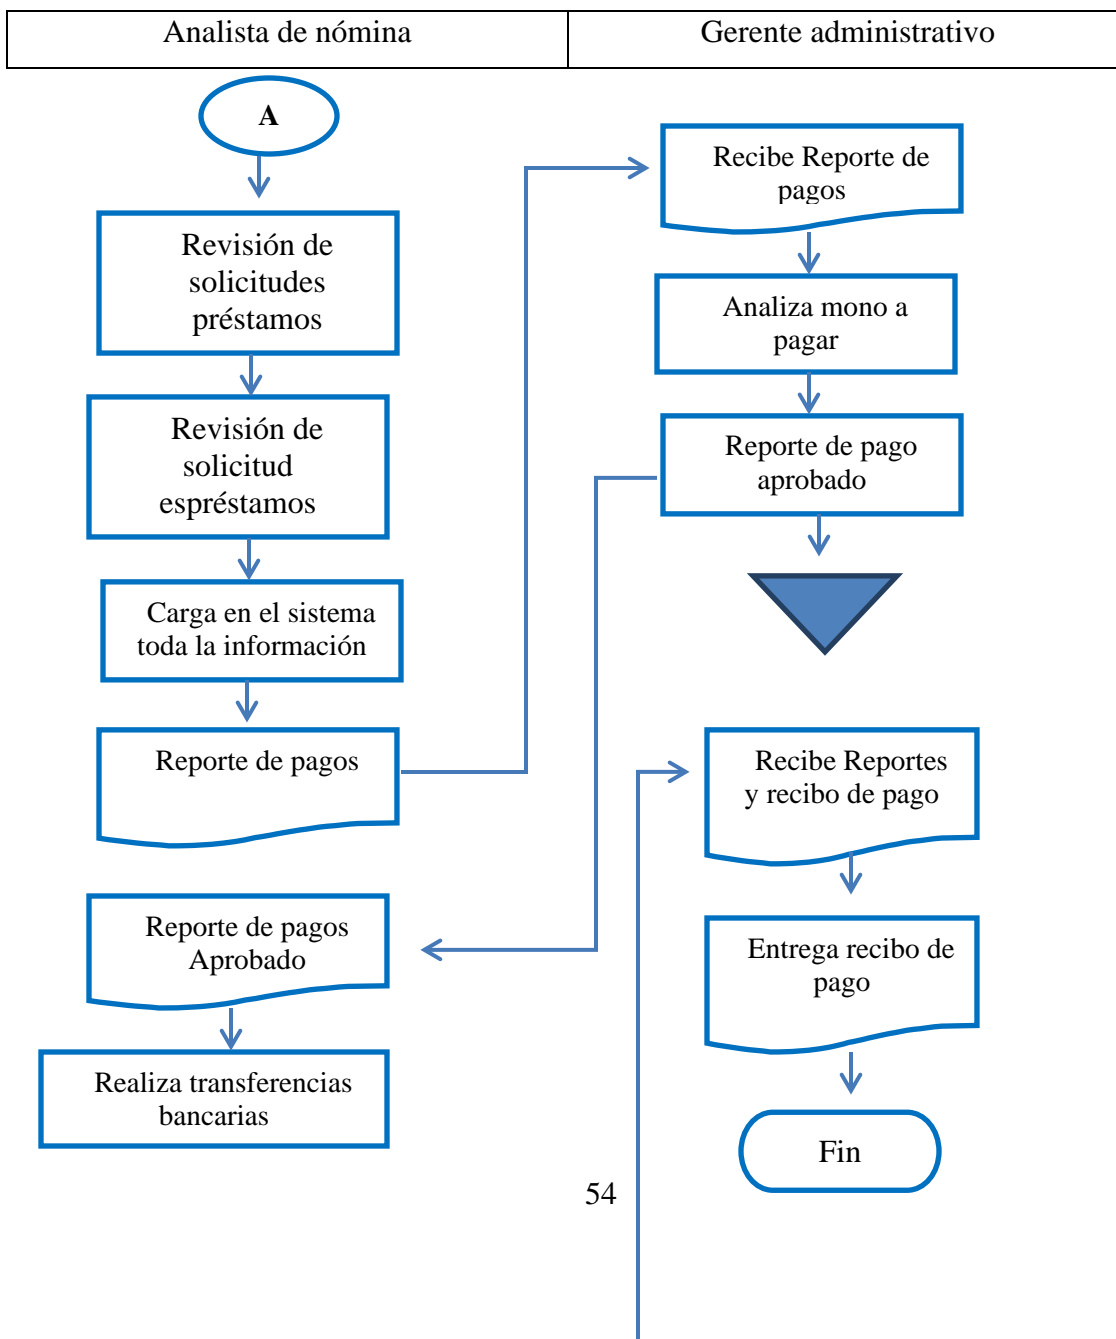 Analista de nómina
Gerente administrativo
A
Revisión de
solicitudes
préstamos
Revisión de
solicitud
espréstamos
Carga en el sistema
toda la información
Reporte de pagos
Reporte de pagos
Aprobado
Realiza transferencias
bancarias
Recibe Reporte de
pagos
Analiza mono a
pagar
Reporte de pago
aprobado
Recibe Reportes
y recibo de pago
Entrega recibo de
pago
Fin
54